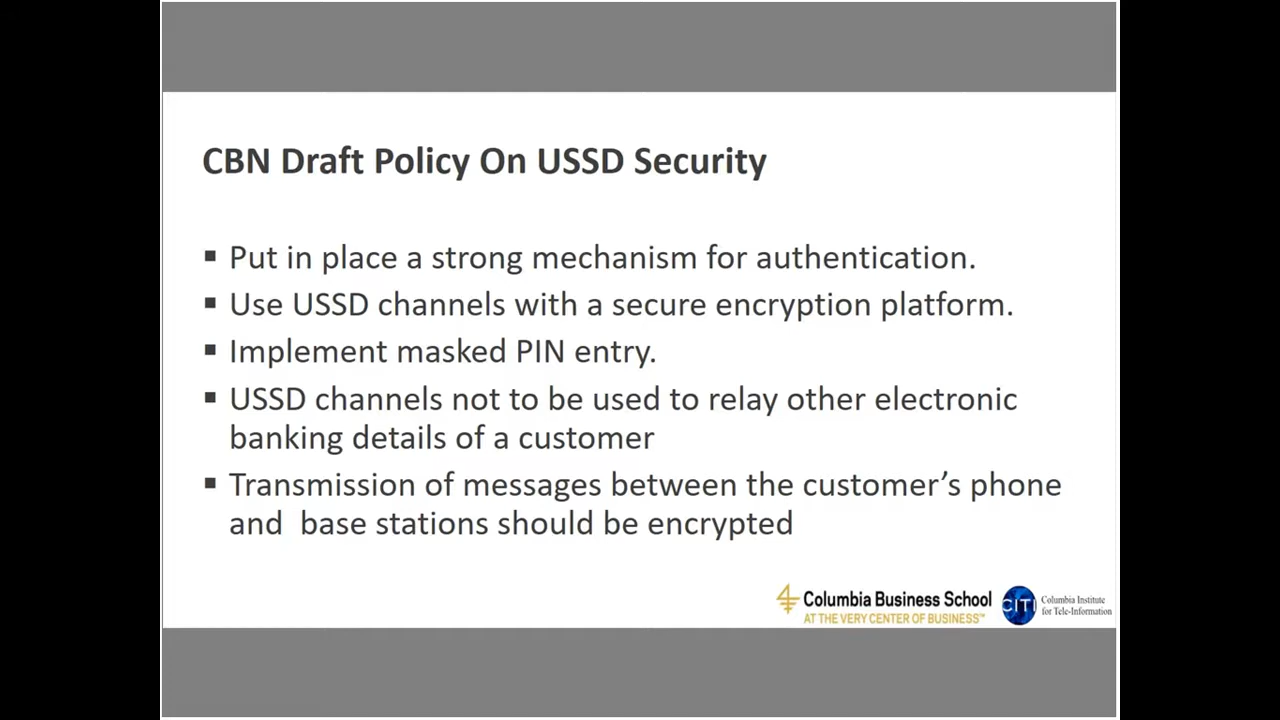 CBN Draft Policy On USSD Security
▪ Put in place a strong mechanism for authentication.
▪ Use USSD channels with a secure encryption platform.
▪ Implement masked PIN entry.
▪ USSD channels not to be used to relay other electronic
banking details of a customer
▪ Transmission of messages between the customer’s phone
and  base stations should be encrypted
Columbia Business School
AT THE VERY CENTER OF BUSINESS™
CITI
Columbia Institute
for Tele-Information